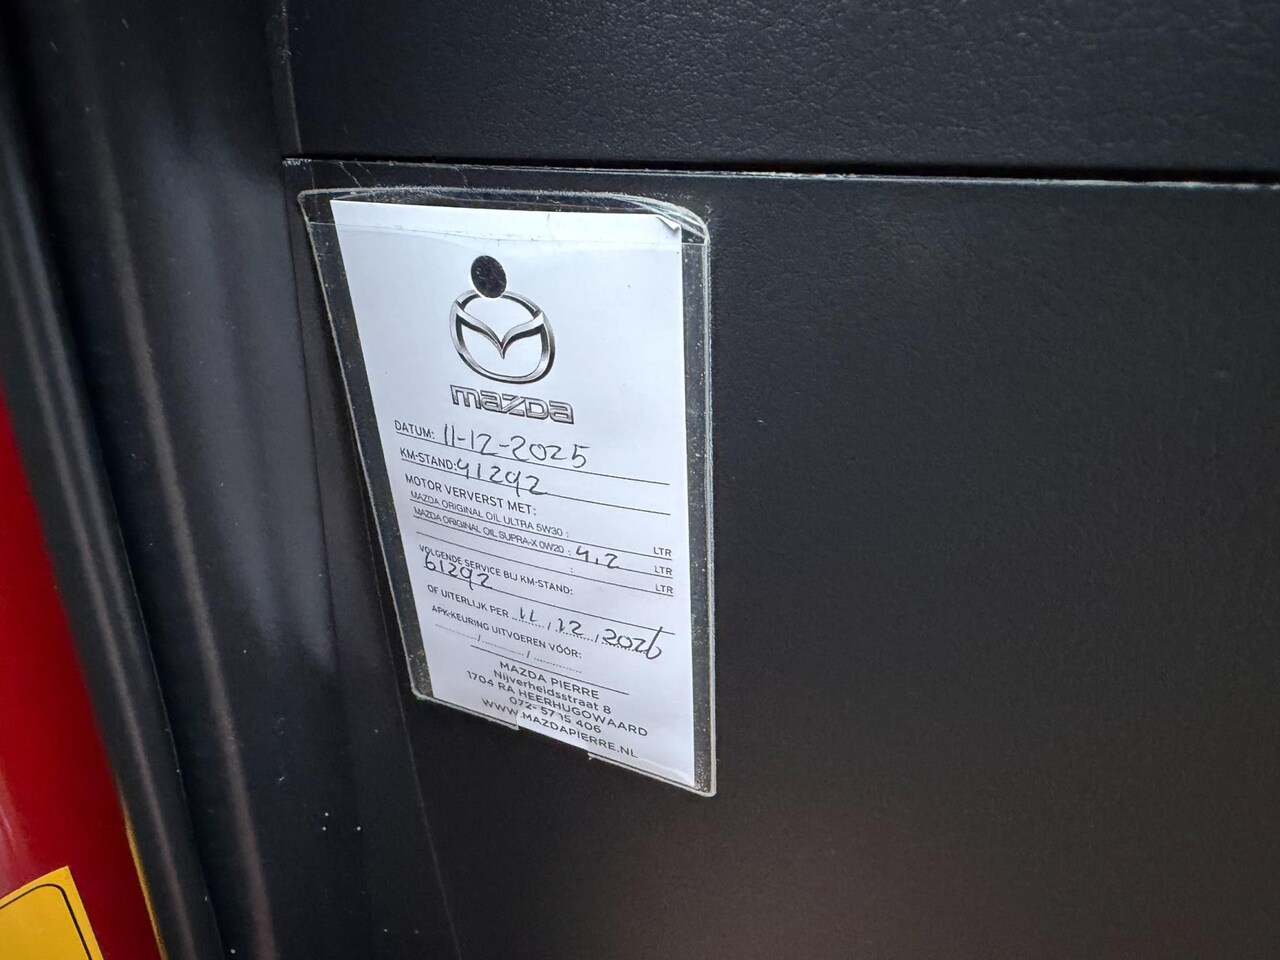 mazda
DATUM: 11-12-2025
KM-STAND: 41292
MOTOR VERVERST MET:
MAZDA ORIGINAL OIL ULTRA 5W30 : LTR
MAZDA ORIGINAL OIL SUPRA-X 0W20 : 4,2 LTR
: LTR
VOLGENDE SERVICE BIJ KM-STAND:
61292
OF UITERLIJK PER 11 / 12 / 2026
APK-KEURING UITVOEREN VÓÓR:
/ /
MAZDA PIERRE
Nijverheidsstraat 8
1704 RA HEERHUGOWAARD
072- 57 15 406
WWW.MAZDAPIERRE.NL